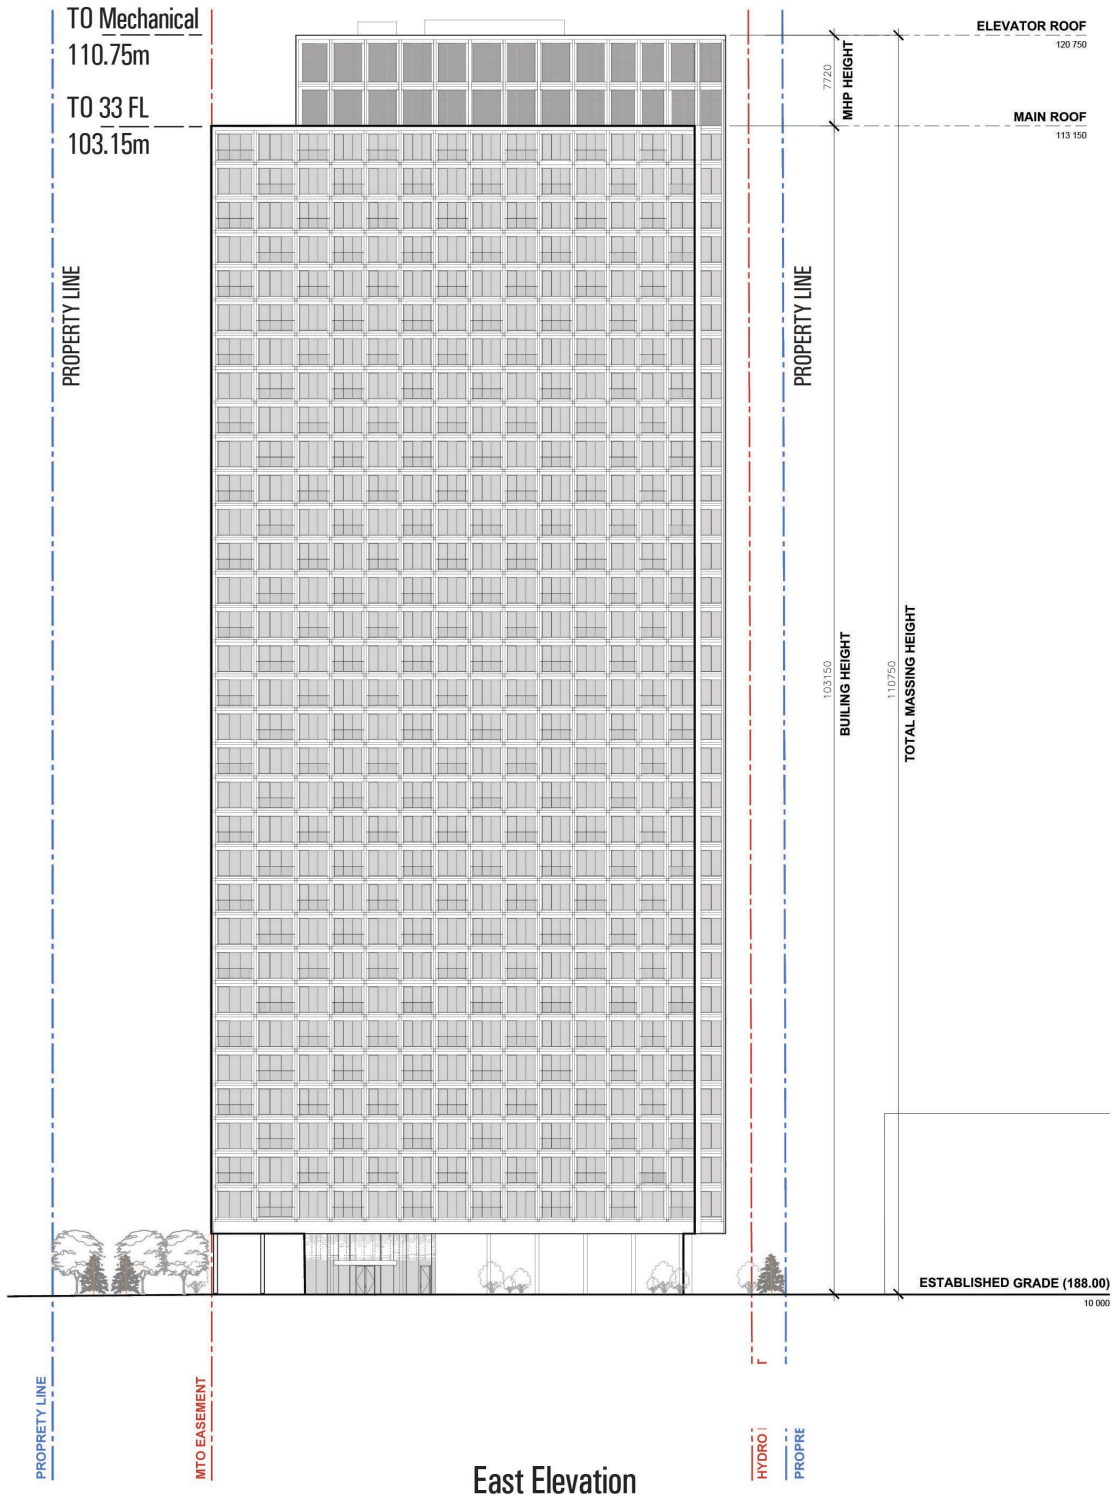 TO Mechanical
110.75m
TO 33 FL
103.15m
ELEVATOR ROOF
120 750
MAIN ROOF
113 150
7720
MHP HEIGHT
PROPERTY LINE
PROPERTY LINE
103150
BUILING HEIGHT
110750
TOTAL MASSING HEIGHT
ESTABLISHED GRADE (188.00)
10 000
PROPRETY LINE
MTO EASEMENT
HYDRO
PROPRE
East Elevation